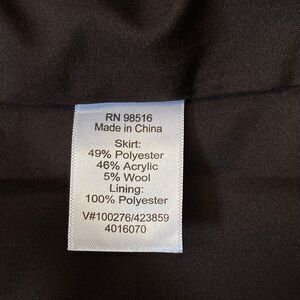 RN 98516
Made in China
Skirt:
49% Polyester
46% Acrylic
5% Wool
Lining:
100% Polyester
V#100276/423859
4016070